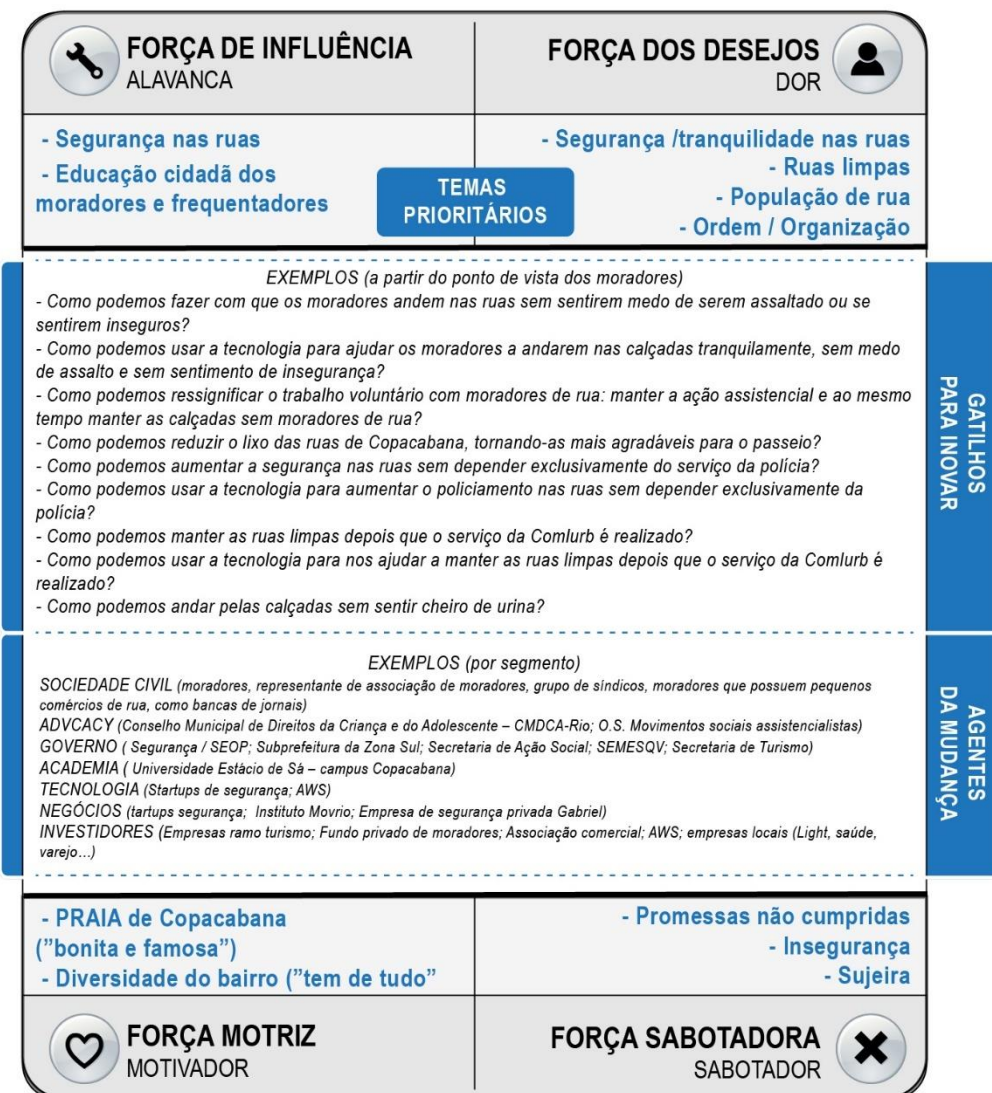 FORÇA DE INFLUÊNCIA
ALAVANCA
FORÇA DOS DESEJOS
DOR
- Segurança nas ruas
- Educação cidadã dos
moradores e frequentadores
TEMAS
PRIORITÁRIOS
- Segurança /tranquilidade nas ruas
- Ruas limpas
- População de rua
- Ordem / Organização
EXEMPLOS (a partir do ponto de vista dos moradores)
- Como podemos fazer com que os moradores andem nas ruas sem sentirem medo de serem assaltado ou se
sentirem inseguros?
- Como podemos usar a tecnologia para ajudar os moradores a andarem nas calçadas tranquilamente, sem medo
de assalto e sem sentimento de insegurança?
- Como podemos ressignificar o trabalho voluntário com moradores de rua: manter a ação assistencial e ao mesmo
tempo manter as calçadas sem moradores de rua?
- Como podemos reduzir o lixo das ruas de Copacabana, tornando-as mais agradáveis para o passeio?
- Como podemos aumentar a segurança nas ruas sem depender exclusivamente do serviço da polícia?
- Como podemos usar a tecnologia para aumentar o policiamento nas ruas sem depender exclusivamente da
polícia?
- Como podemos manter as ruas limpas depois que o serviço da Comlurb é realizado?
- Como podemos usar a tecnologia para nos ajudar a manter as ruas limpas depois que o serviço da Comlurb é
realizado?
- Como podemos andar pelas calçadas sem sentir cheiro de urina?
GATILHOS
PARA INOVAR
EXEMPLOS (por segmento)
SOCIEDADE CIVIL (moradores, representante de associação de moradores, grupo de síndicos, moradores que possuem pequenos
comércios de rua, como bancas de jornais)
ADVCACY (Conselho Municipal de Direitos da Criança e do Adolescente – CMDCA-Rio; O.S. Movimentos sociais assistencialistas)
GOVERNO ( Segurança / SEOP; Subprefeitura da Zona Sul; Secretaria de Ação Social; SEMESQV; Secretaria de Turismo)
ACADEMIA ( Universidade Estácio de Sá – campus Copacabana)
TECNOLOGIA (Startups de segurança; AWS)
NEGÓCIOS (tartups segurança; Instituto Movrio; Empresa de segurança privada Gabriel)
INVESTIDORES (Empresas ramo turismo; Fundo privado de moradores; Associação comercial; AWS; empresas locais (Light, saúde,
varejo...)
AGENTES
DA MUDANÇA
- PRAIA de Copacabana
("bonita e famosa")
- Diversidade do bairro ("tem de tudo"
- Promessas não cumpridas
- Insegurança
- Sujeira
FORÇA MOTRIZ
MOTIVADOR
FORÇA SABOTADORA
SABOTADOR